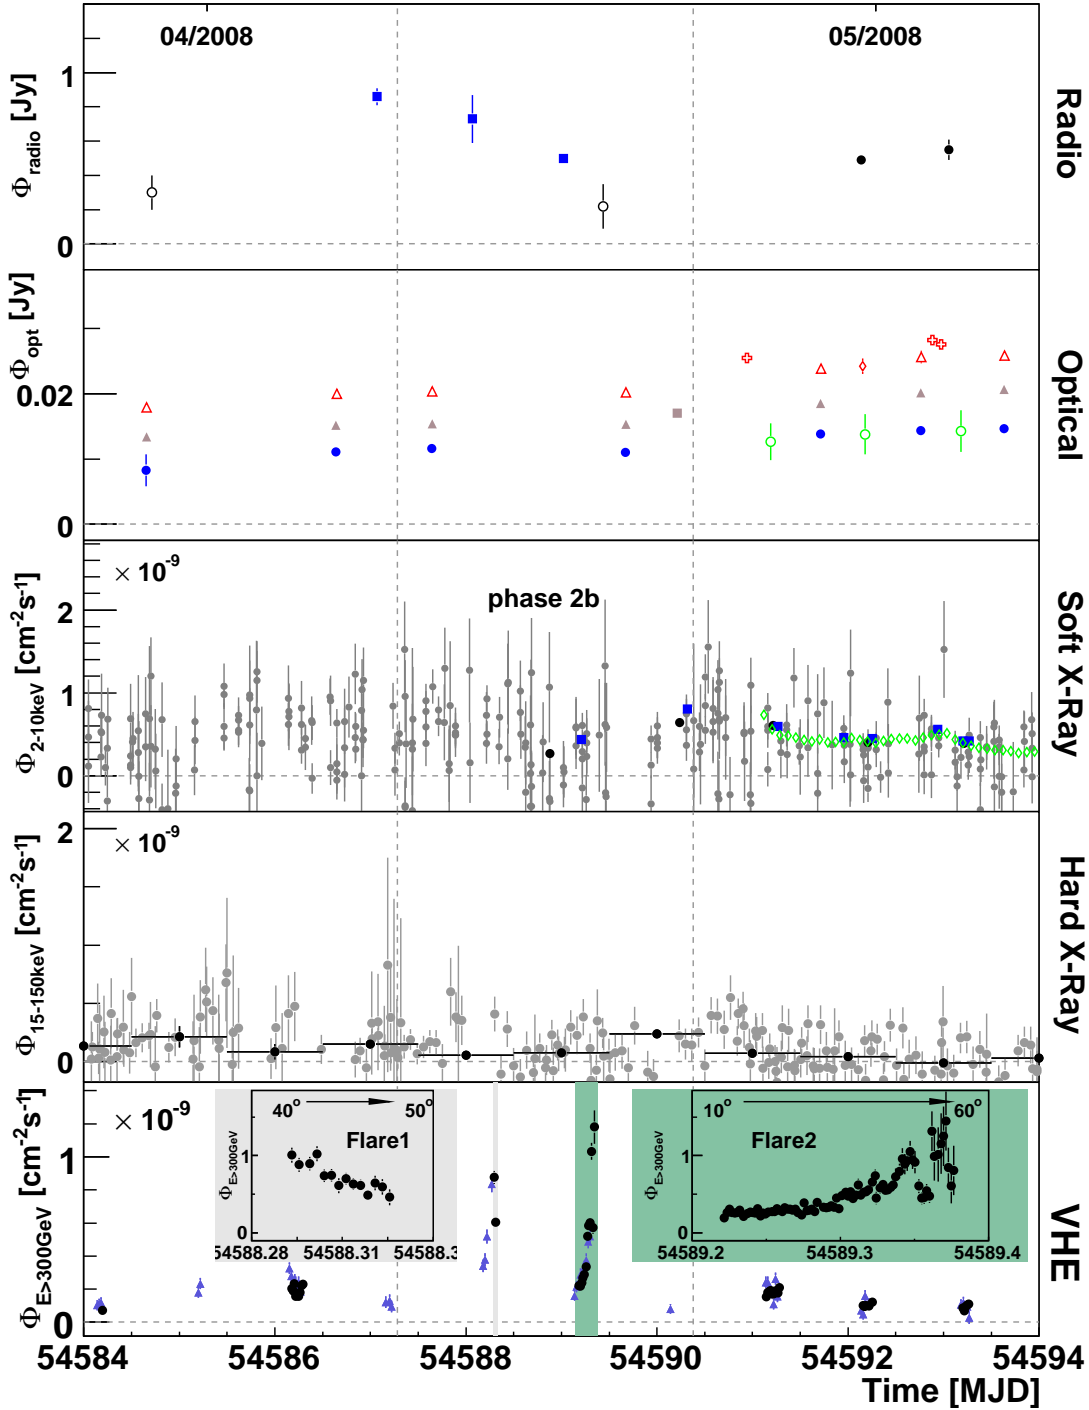 04/2008
05/2008
1
0
Φradio [Jy]
Radio
0.02
0
Φopt [Jy]
Optical
× 10-9
phase 2b
2
1
0
Φ2-10keV [cm-2s-1]
Soft X-Ray
2
× 10-9
0
Φ15-150keV [cm-2s-1]
Hard X-Ray
× 10-9
1
0
ΦE>300GeV [cm-2s-1]
VHE
40° 50°
Flare1
1
0
ΦE>300GeV
54588.28 54588.31 54588.3
10° 60°
Flare2
1
0
ΦE>300GeV
54589.2 54589.3 54589.4
54584 54586 54588 54590 54592 54594
Time [MJD]